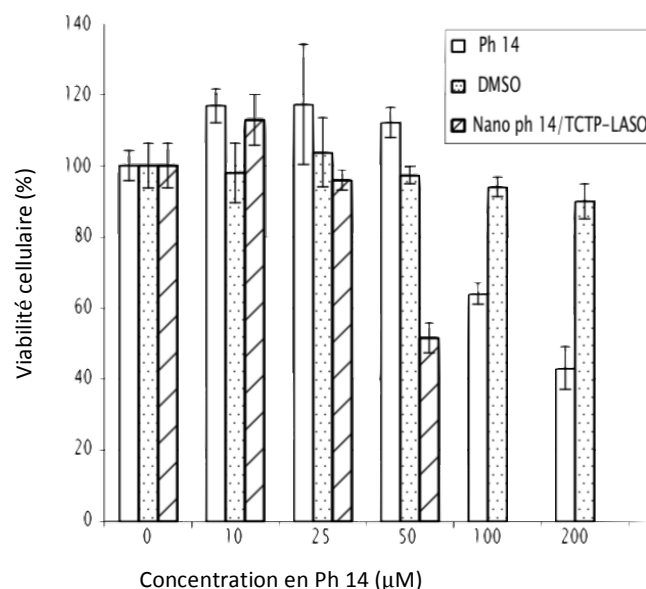 140
120
100
80
60
40
20
0
Viabilité cellulaire (%)
Ph 14
DMSO
Nano ph 14/TCTP-LASO
0 10 25 50 100 200
Concentration en Ph 14 (µM)